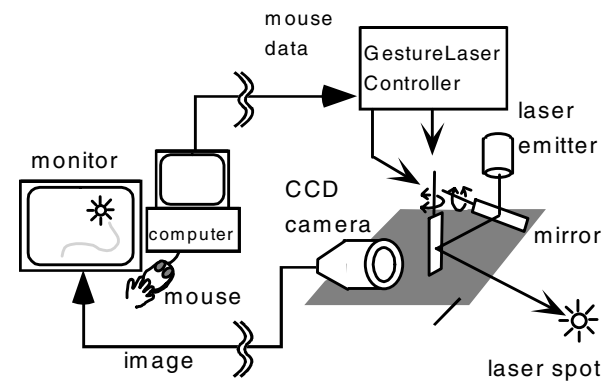 mouse
data
GestureLaser
Controller
laser
emitter
monitor
CCD
camera
computer
mirror
mouse
image
laser spot